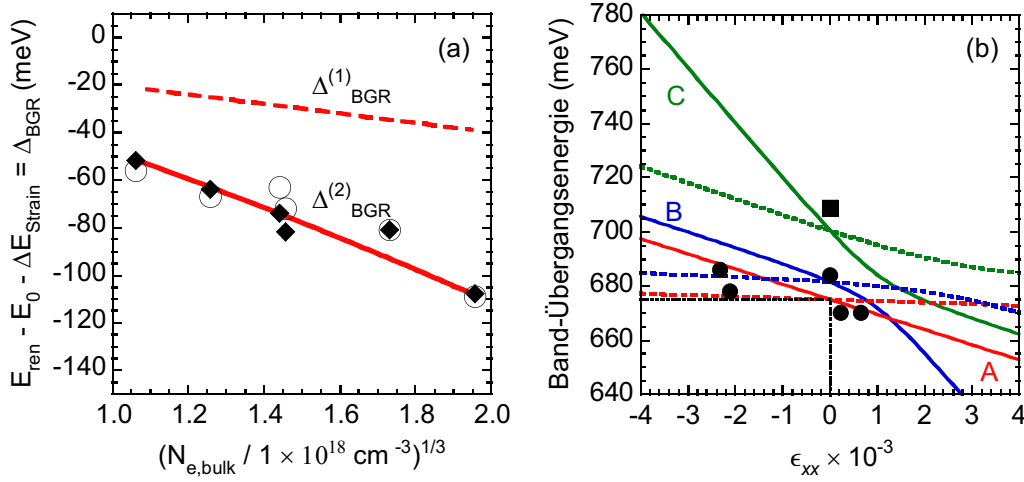 E_ren - E_0 - ΔE_Strain = Δ_BGR (meV)
0
-20
-40
-60
-80
-100
-120
-140
(a)
Δ^(1)_BGR
Δ^(2)_BGR
1.0 1.2 1.4 1.6 1.8 2.0
(N_e,bulk / 1 × 10^18 cm^-3)^1/3
Band-Übergangsenergie (meV)
780
760
740
720
700
680
660
640
(b)
C
B
A
-4 -3 -2 -1 0 1 2 3 4
ϵ_xx × 10^-3